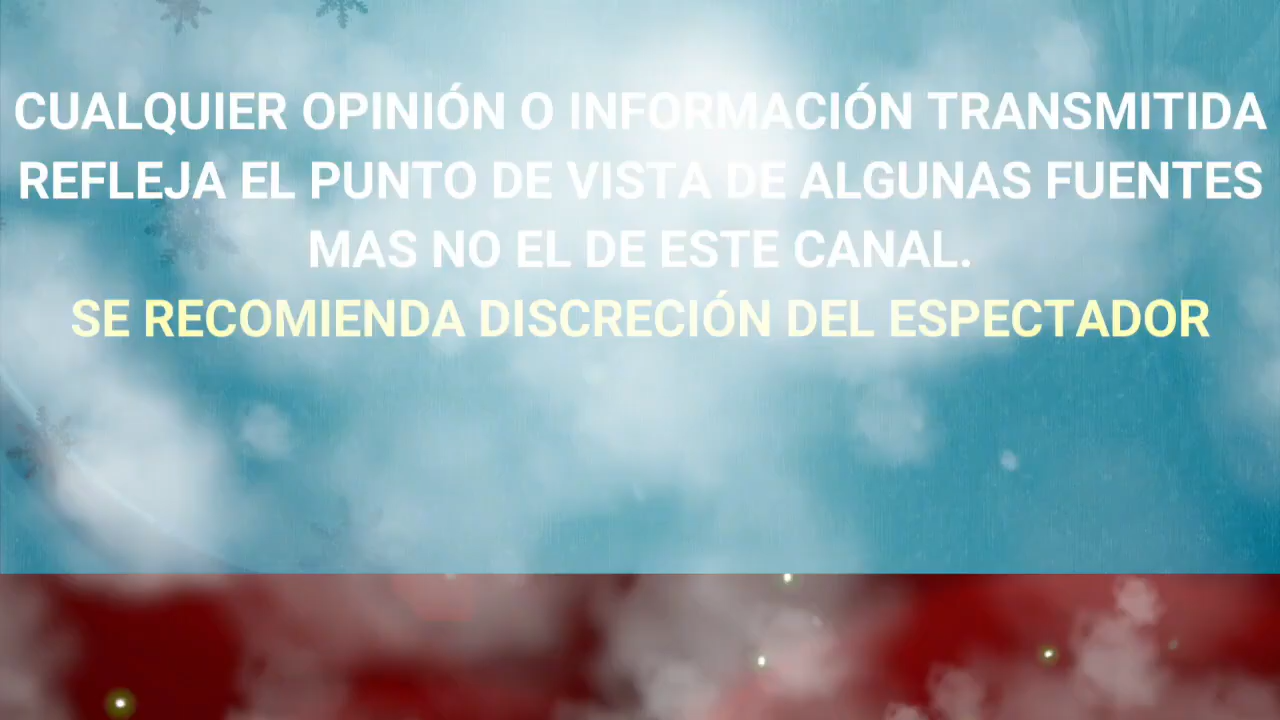 CUALQUIER OPINIÓN O INFORMACIÓN TRANSMITIDA
REFLEJA EL PUNTO DE VISTA DE ALGUNAS FUENTES
MAS NO EL DE ESTE CANAL.
SE RECOMIENDA DISCRECIÓN DEL ESPECTADOR